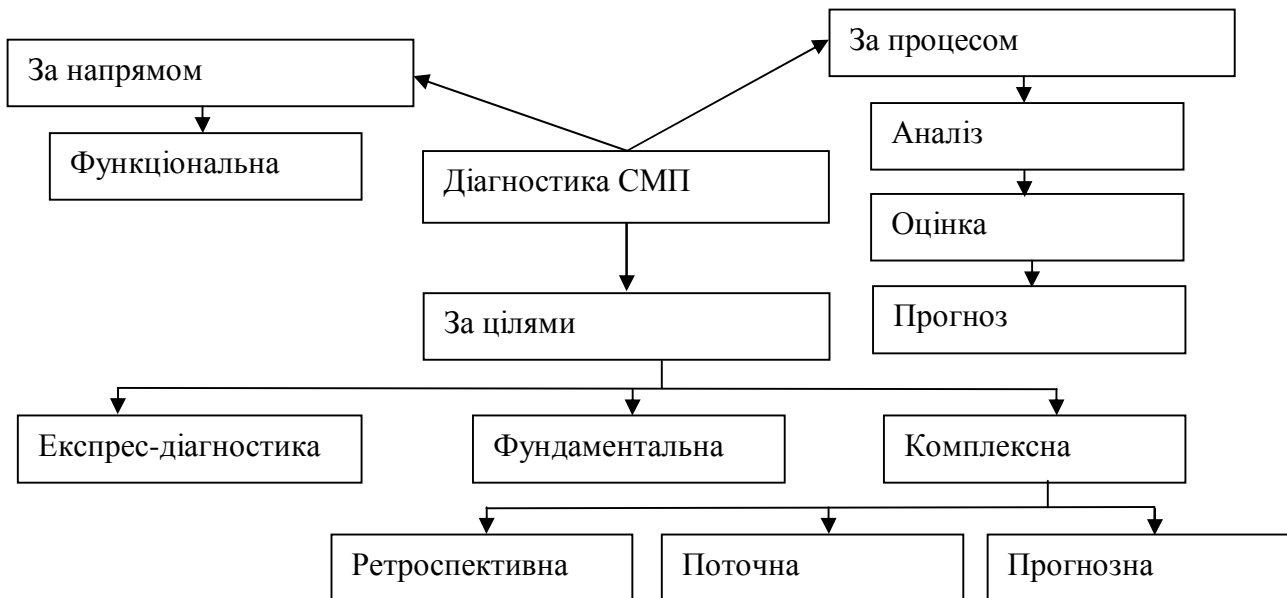 За процесом
За напрямом
Аналіз
Функціональна
Діагностика СМП
Оцінка
За цілями
Прогноз
Експрес-діагностика
Фундаментальна
Комплексна
Ретроспективна
Поточна
Прогнозна